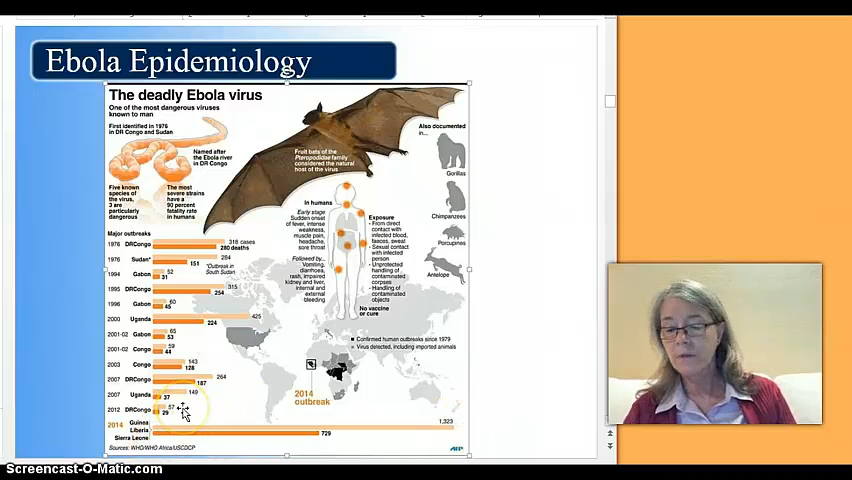 Ebola Epidemiology
The deadly Ebola virus
One of the most dangerous viruses
known to man
First identified in 1976
in DR Congo and Sudan
Named after
the Ebola river
in DR Congo
Five known
species of
the virus,
3 are
particularly
dangerous
The most
severe strains
have a
90 percent
fatality rate
in humans
Fruit bats of the
Pteropodidae family
considered the natural
host of the virus
Also documented
in...
Gorillas
Chimpanzees
Porcupines
Antelope
In humans
Early stage
Sudden onset
of fever, intense
weakness,
muscle pain,
headache,
sore throat
Followed by...
Vomiting,
diarrhoea,
rash, impaired
kidney and liver,
internal and
external
bleeding
Exposure
- From direct
contact with
infected blood,
faeces, sweat
- Sexual contact
with infected
person
- Unprotected
handling of
contaminated
corpses
- Handling of
contaminated
objects
No vaccine
or cure
Major outbreaks
1976 DRCongo 318 cases
280 deaths
1976 Sudan* 284
151
*Outbreak in
South Sudan
1994 Gabon 52
31
1995 DRCongo 315
254
1996 Gabon 60
45
2000 Uganda 425
224
2001-02 Gabon 65
53
2001-02 Congo 59
44
2003 Congo 143
128
2007 DRCongo 264
187
2007 Uganda 149
37
2012 DRCongo 57
29
2014 Guinea
Liberia
Sierra Leone
1,323
729
Confirmed human outbreaks since 1979
Virus detected, including imported animals
2014
outbreak
Sources: WHO/WHO Africa/USCDCP
AFP
Screencast-O-Matic.com